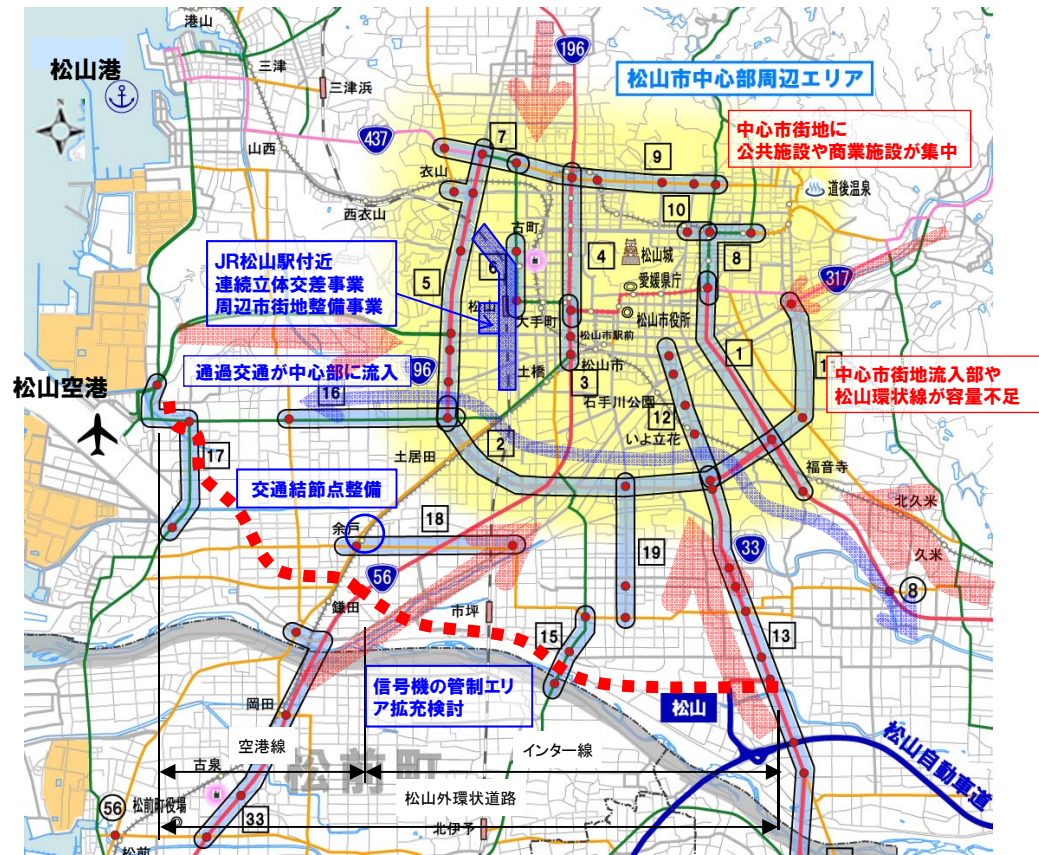 港山
松山港
三津
三津浜
196
松山市中心部周辺エリア
N
437
山西
衣山
西衣山
7
9
中心市街地に
公共施設や商業施設が集中
道後温泉
10
古町
松山城
4
8
愛媛県庁
317
JR松山駅付近
連続立体交差事業
周辺市街地整備事業
5
6
松山
大手町
松山市役所
松山市駅前
松山市
1
通過交通が中心部に流入
96
土橋
3
中心市街地流入部や
松山環状線が容量不足
松山空港
16
石手川公園
12
いよ立花
2
17
土居田
福音寺
交通結節点整備
北久米
余戸
18
19
33
久米
8
56
鎌田
市坪
15
13
信号機の管制エリ
ア拡充検討
松山
岡田
空港線
インター線
松山自動車道
古泉
松前町
松山外環状道路
56
松前町役場
33
北伊予
松前